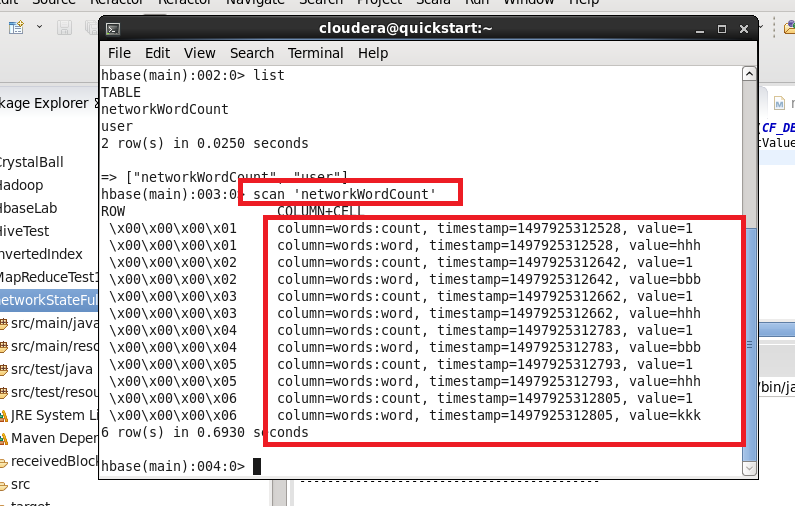 Edit Source Refactor Refactor Navigate Search Project Scala Run Window Help
cloudera@quickstart:~
File Edit View Search Terminal Help
hbase(main):002:0> list
TABLE
networkWordCount
user
2 row(s) in 0.0250 seconds
=> ["networkWordCount", "user"]
hbase(main):003:0> scan 'networkWordCount'
ROW COLUMN+CELL
\x00\x00\x00\x01 column=words:count, timestamp=1497925312528, value=1
\x00\x00\x00\x01 column=words:word, timestamp=1497925312528, value=hhh
\x00\x00\x00\x02 column=words:count, timestamp=1497925312642, value=1
\x00\x00\x00\x02 column=words:word, timestamp=1497925312642, value=bbb
\x00\x00\x00\x03 column=words:count, timestamp=1497925312662, value=1
\x00\x00\x00\x03 column=words:word, timestamp=1497925312662, value=hhh
\x00\x00\x00\x04 column=words:count, timestamp=1497925312783, value=1
\x00\x00\x00\x04 column=words:word, timestamp=1497925312783, value=bbb
\x00\x00\x00\x05 column=words:count, timestamp=1497925312793, value=1
\x00\x00\x00\x05 column=words:word, timestamp=1497925312793, value=hhh
\x00\x00\x00\x06 column=words:count, timestamp=1497925312805, value=1
\x00\x00\x00\x06 column=words:word, timestamp=1497925312805, value=kkk
6 row(s) in 0.6930 seconds
hbase(main):004:0>
kage Explorer
CrystalBall
Hadoop
HbaseLab
HiveTest
nvertedIndex
MapReduceTest1
networkStateFul
src/main/java
src/main/reso
src/test/java
src/test/resou
JRE System Li
Maven Depen
receivedBlock
src
target
(CF_DE
tValue
/bin/ja